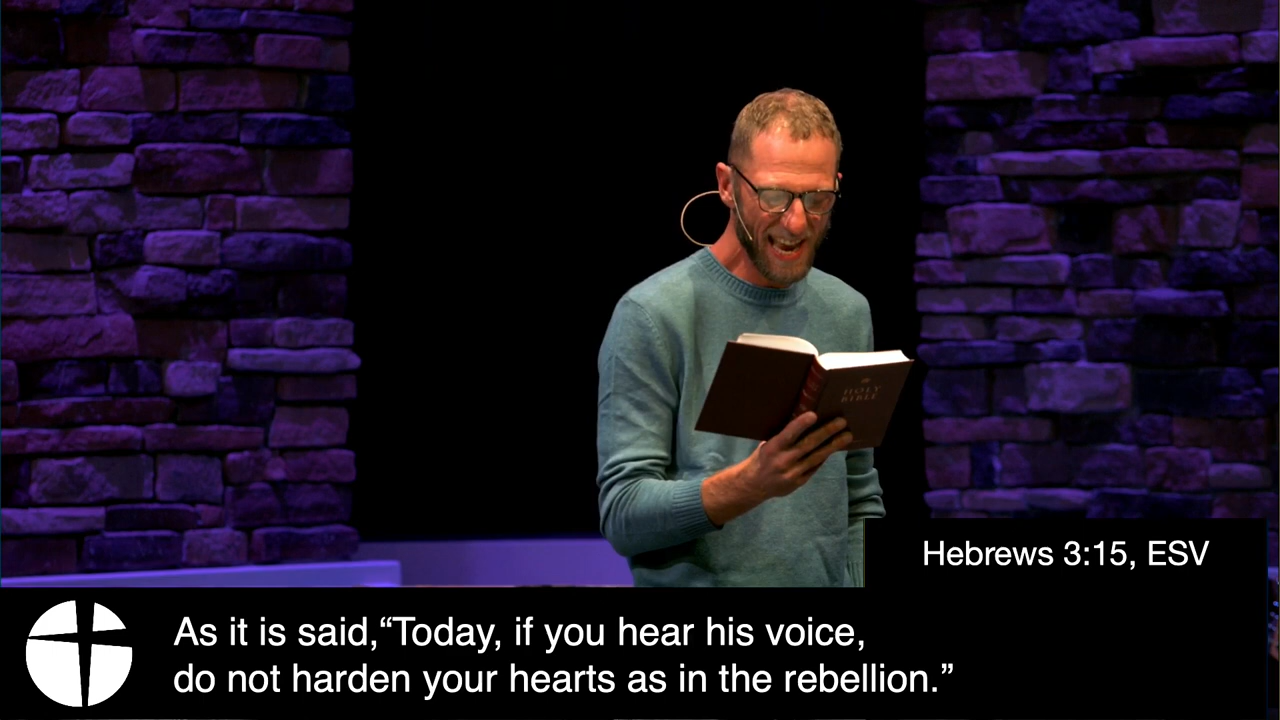 HOLY
BIBLE
Hebrews 3:15, ESV
As it is said,“Today, if you hear his voice,
do not harden your hearts as in the rebellion.”